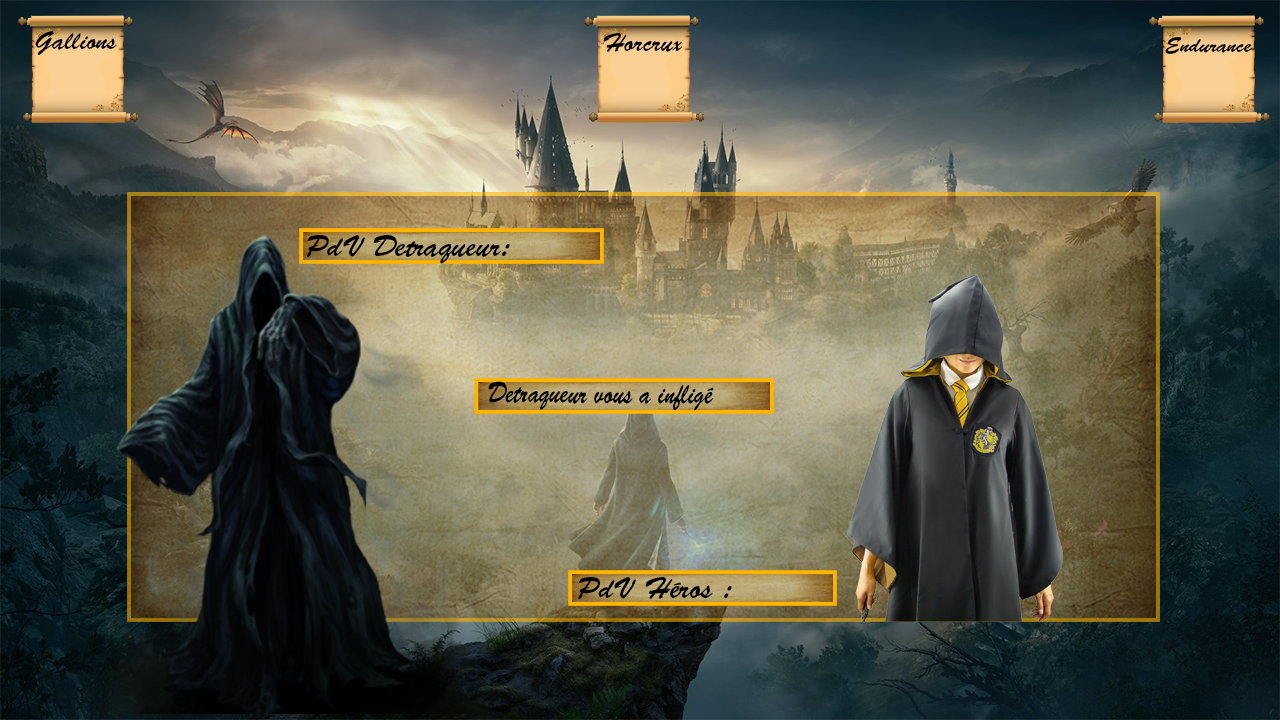 Gallions
Horcrux
Endurance
PdV Detraqueur:
Detraqueur vous a infligé
PdV Héros :